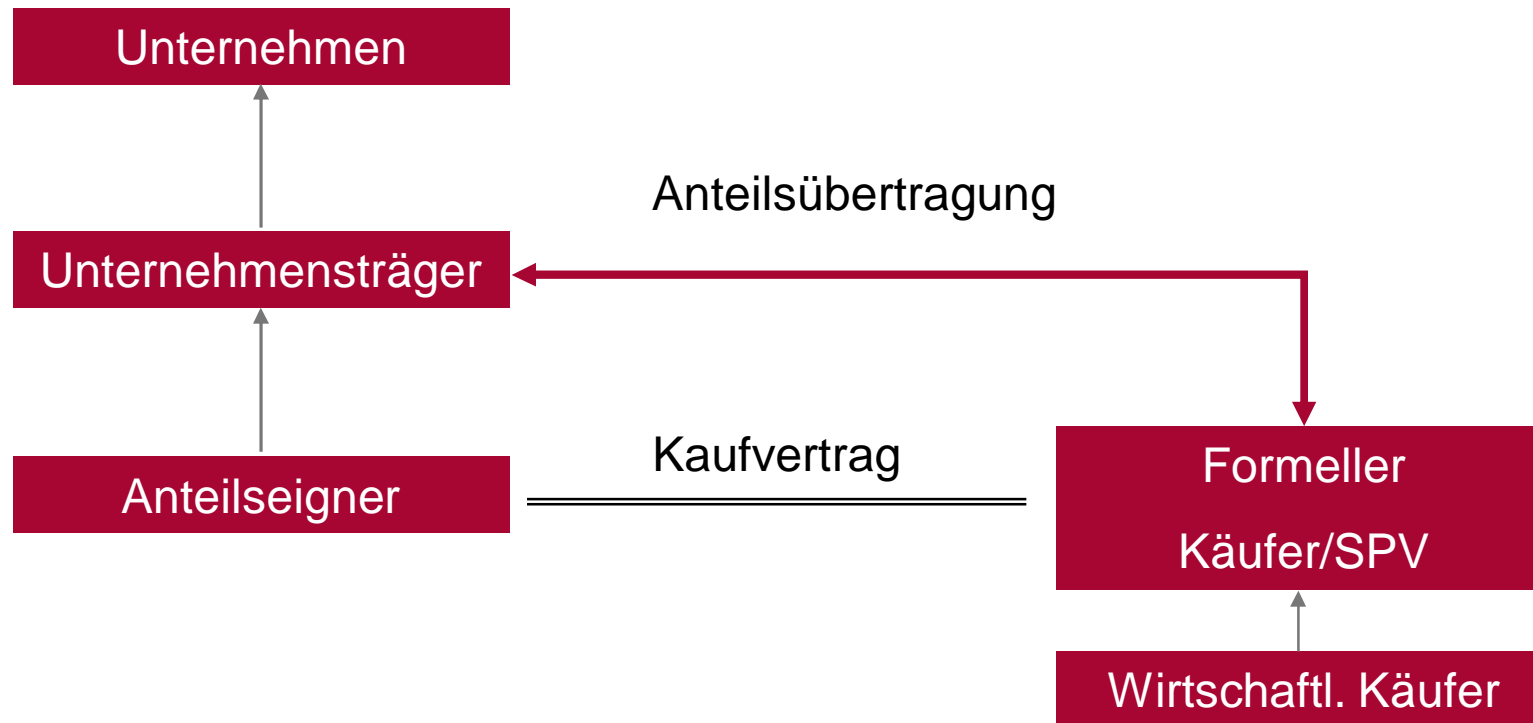 Unternehmen
Anteilsübertragung
Unternehmensträger
Kaufvertrag
Anteilseigner
Formeller
Käufer/SPV
Wirtschaftl. Käufer